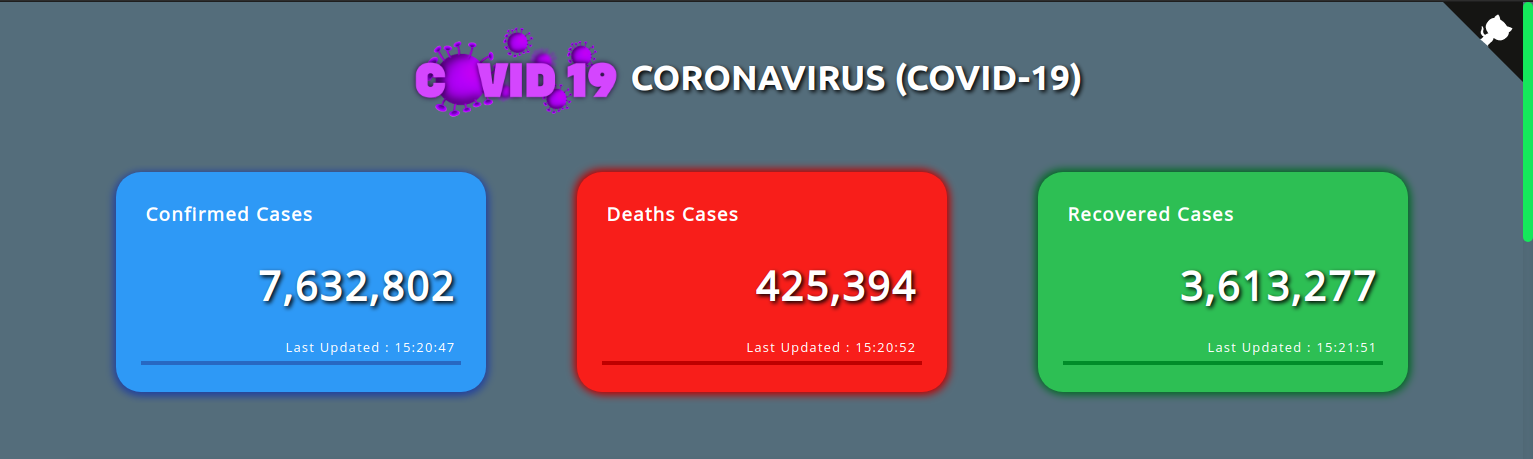 COVID 19 CORONAVIRUS (COVID-19)
Confirmed Cases
7,632,802
Last Updated : 15:20:47
Deaths Cases
425,394
Last Updated : 15:20:52
Recovered Cases
3,613,277
Last Updated : 15:21:51